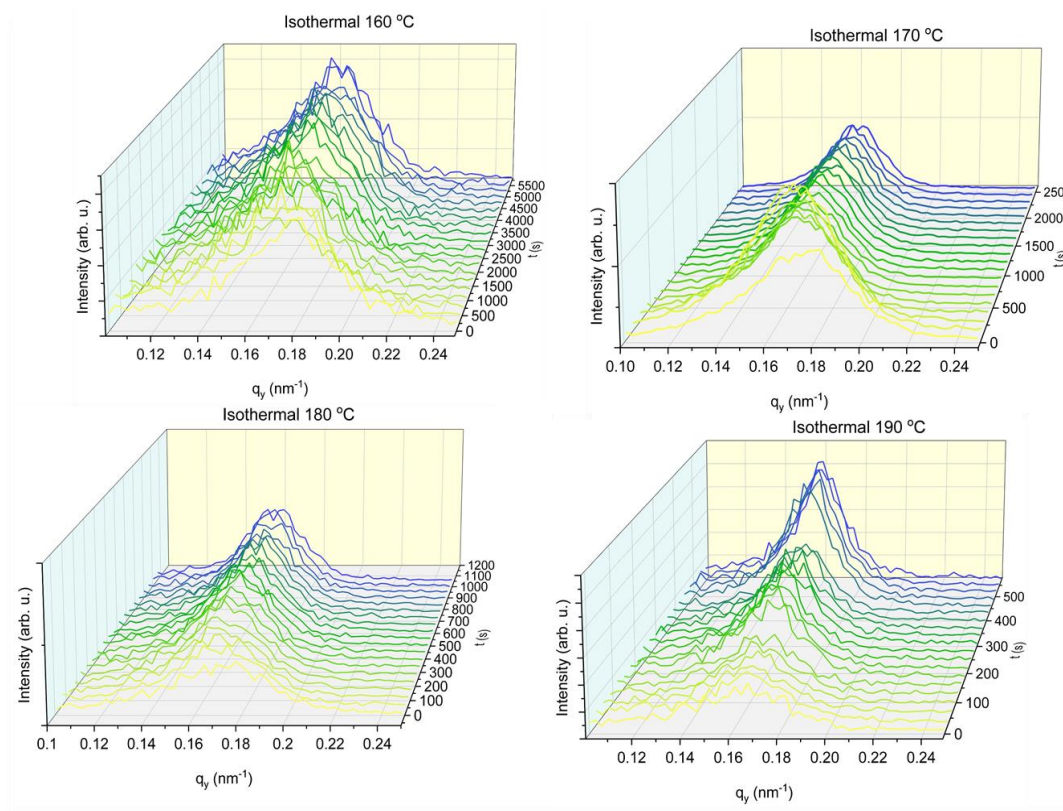 Isothermal 160 °C
Intensity (arb. u.)
5500
5000
4500
4000
3500
3000
2500
2000
1500
1000
500
0
t (s)
0.12 0.14 0.16 0.18 0.20 0.22 0.24
qy (nm-1)
Isothermal 170 °C
Intensity (arb. u.)
250
2000
1500
1000
500
0
t (s)
0.10 0.12 0.14 0.16 0.18 0.20 0.22 0.24
qy (nm-1)
Isothermal 180 °C
Intensity (arb. u.)
1200
1100
1000
900
800
700
600
500
400
300
200
100
0
t (s)
0.1 0.12 0.14 0.16 0.18 0.2 0.22 0.24
qy (nm-1)
Isothermal 190 °C
Intensity (arb. u.)
500
400
300
200
100
0
t (s)
0.12 0.14 0.16 0.18 0.20 0.22 0.24
qy (nm-1)